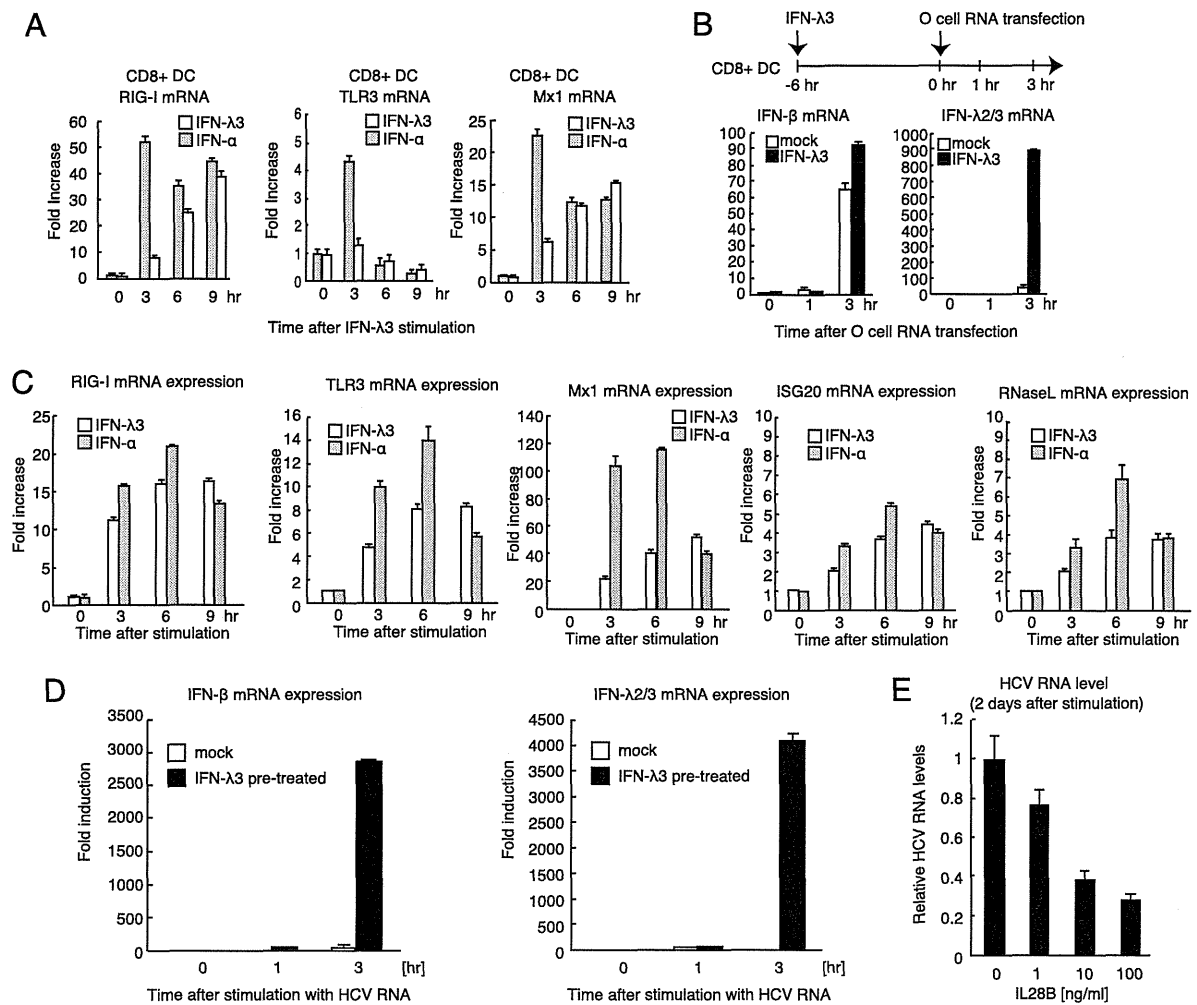 A
CD8+ DC
RIG-I mRNA
Fold Increase
60
50
40
30
20
10
0
IFN-λ3
IFN-α
0 3 6 9 hr
CD8+ DC
TLR3 mRNA
Fold Increase
6
5
4
3
2
1
0
IFN-λ3
IFN-α
0 3 6 9 hr
CD8+ DC
Mx1 mRNA
Fold Increase
25
20
15
10
5
0
IFN-λ3
IFN-α
0 3 6 9 hr
Time after IFN-λ3 stimulation
B
IFN-λ3
O cell RNA transfection
CD8+ DC
-6 hr 0 hr 1 hr 3 hr
IFN-β mRNA
100
90
80
70
60
50
40
30
20
10
0
mock
IFN-λ3
0 1 3 hr
IFN-λ2/3 mRNA
1000
900
800
700
600
500
400
300
200
100
0
mock
IFN-λ3
0 1 3 hr
Time after O cell RNA transfection
C
RIG-I mRNA expression
Fold increase
25
20
15
10
5
0
IFN-λ3
IFN-α
0 3 6 9 hr
Time after stimulation
TLR3 mRNA expression
Fold increase
16
14
12
10
8
6
4
2
1
IFN-λ3
IFN-α
0 3 6 9 hr
Time after stimulation
Mx1 mRNA expression
Fold increase
140
120
100
80
60
40
20
0
IFN-λ3
IFN-α
0 3 6 9 hr
Time after stimulation
ISG20 mRNA expression
Fold increase
10
8
7
6
5
4
3
2
1
IFN-λ3
IFN-α
0 3 6 9 hr
Time after stimulation
RNaseL mRNA expression
Fold increase
10
8
7
6
5
4
3
2
1
IFN-λ3
IFN-α
0 3 6 9 hr
Time after stimulation
D
IFN-β mRNA expression
Fold induction
3500
3000
2500
2000
1500
1000
500
0
mock
IFN-λ3 pre-treated
0 1 3 [hr]
Time after stimulation with HCV RNA
IFN-λ2/3 mRNA expression
Fold induction
4500
4000
3500
3000
2500
2000
1500
1000
500
0
mock
IFN-λ3 pre-treated
0 1 3 [hr]
Time after stimulation with HCV RNA
E
HCV RNA level
(2 days after stimulation)
Relative HCV RNA levels
1.2
1
0.8
0.6
0.4
0.2
0
0 1 10 100
IL28B [ng/ml]